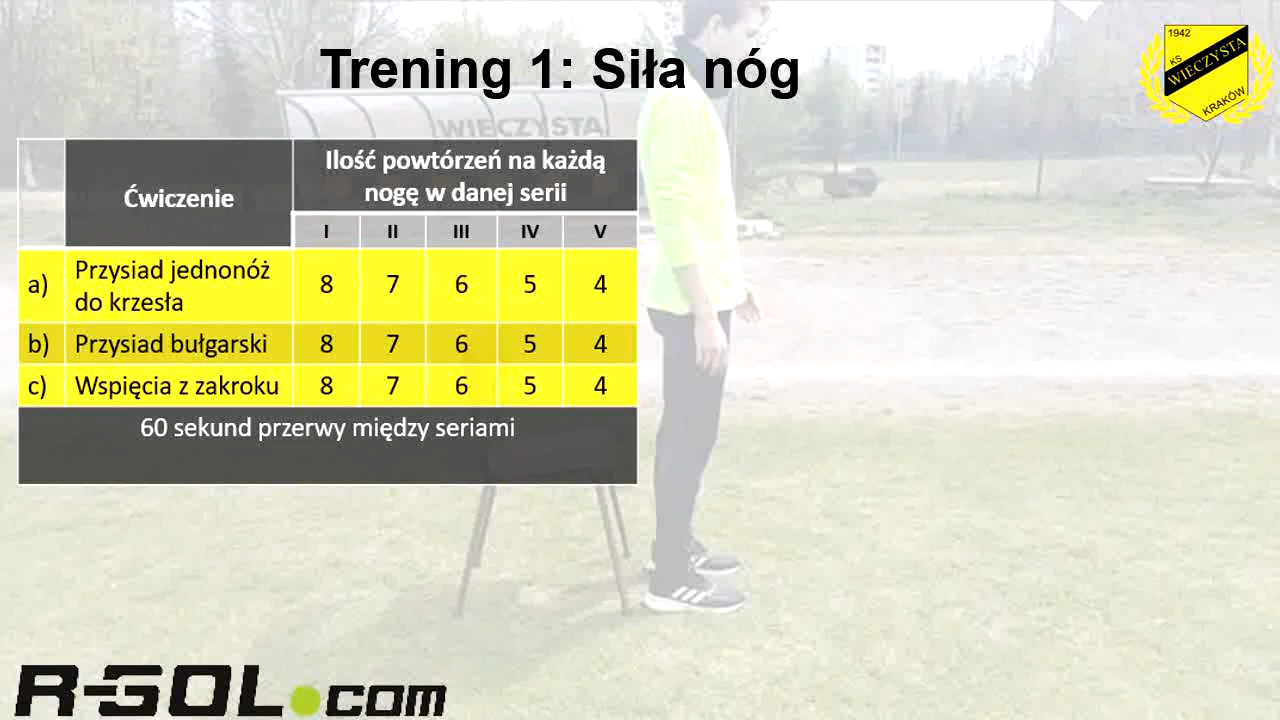 Trening 1: Siła nóg
1942
KS
WIECZYSTA
KRAKÓW
WIECZYSTA
Ćwiczenie
Ilość powtórzeń na każdą
nogę w danej serii
I II III IV V
a) Przysiad jednonóż
do krzesła 8 7 6 5 4
b) Przysiad bułgarski 8 7 6 5 4
c) Wspięcia z zakroku 8 7 6 5 4
60 sekund przerwy między seriami
R-GOL.com